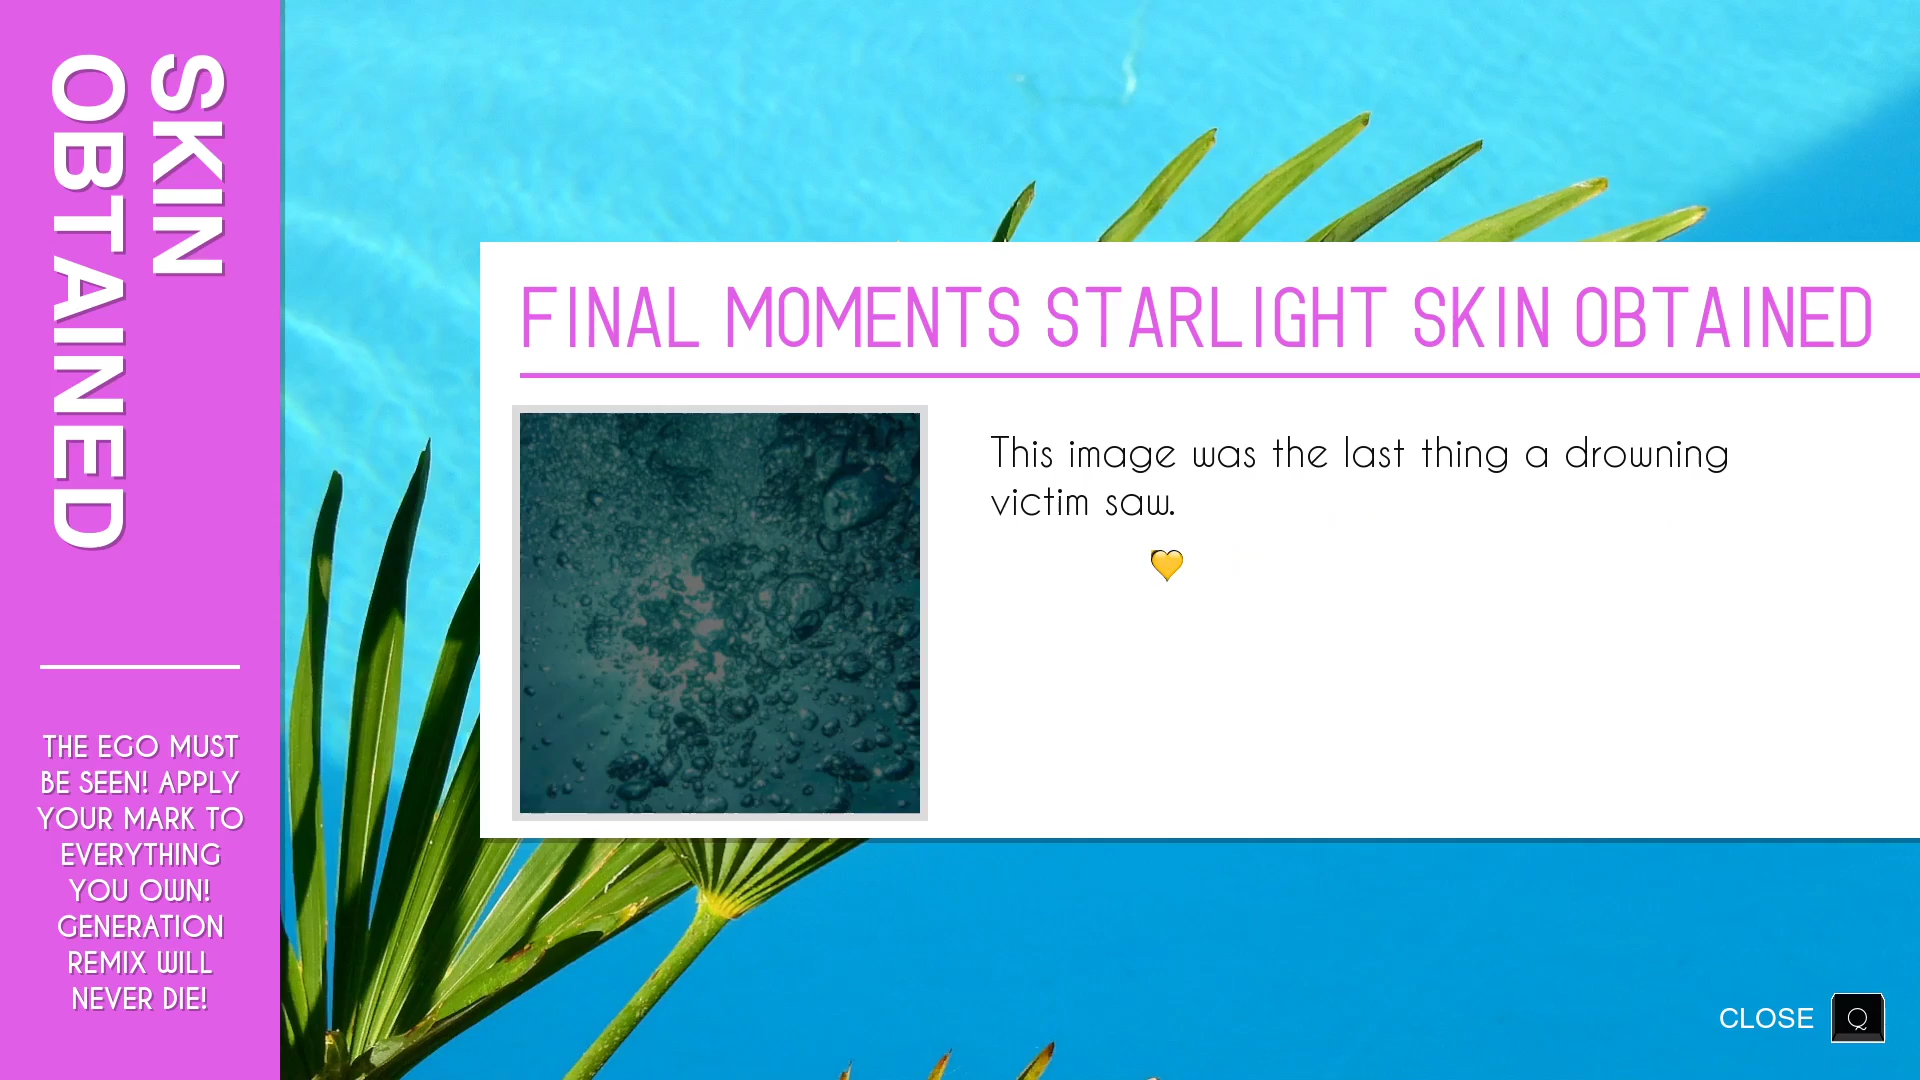 SKIN
OBTAINED
THE EGO MUST
BE SEEN! APPLY
YOUR MARK TO
EVERYTHING
YOU OWN!
GENERATION
REMIX WILL
NEVER DIE!
FINAL MOMENTS STARLIGHT SKIN OBTAINED
This image was the last thing a drowning
victim saw.
CLOSE Q